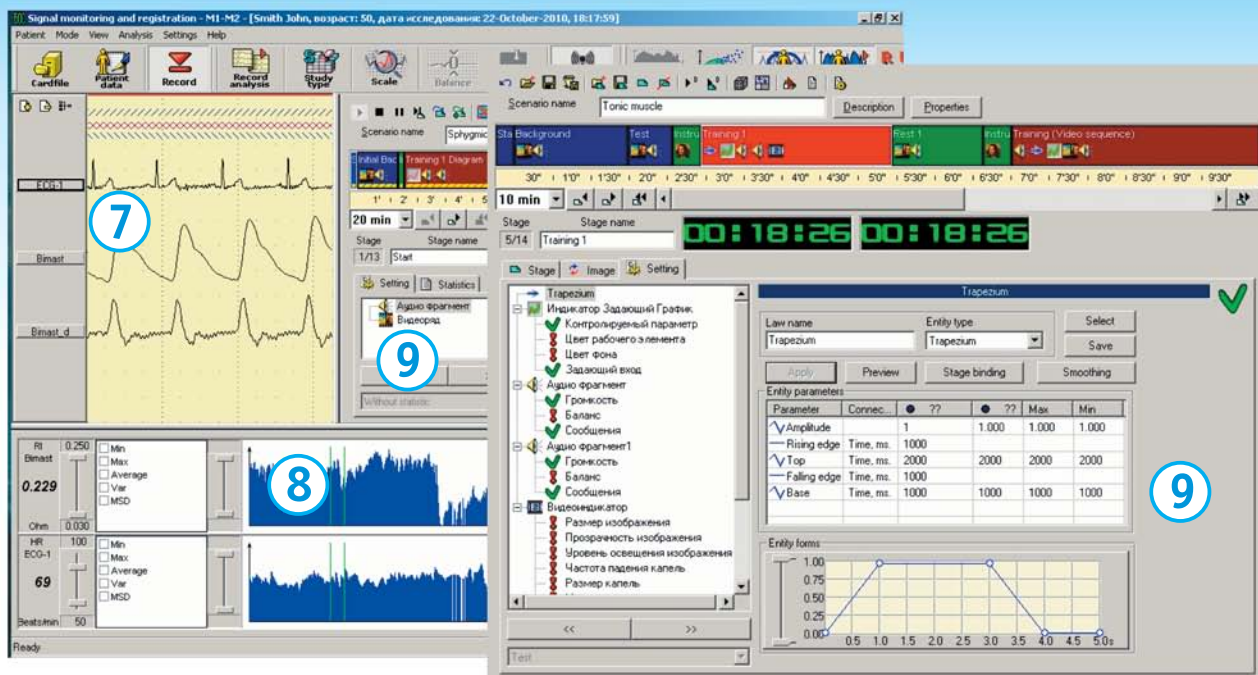 Signal monitoring and registration - M1-M2 - [Smith John, возраст: 50, дата исследования: 22-October-2010, 18:17:59]
Patient Mode View Analysis Settings Help
Cardfile Patient data Record Record analysis Study type Scale Balance
ECG-1
7
Bimast
Bimast_d
Scenario name Sphygmic
Initial Bac Training 1 Diagram
1' 2' 3' 4' 5
20 min
Stage Stage name
1/13 Start
Setting Statistics
Аудио фрагмент
Видеоряд
9
Without statistic
RI 0.250
Bimast
0.229
Ohm 0.030
Min
Max
Average
Var
MSD
8
HR 100
ECG-1
69
Beats/min 50
Min
Max
Average
Var
MSD
Ready
Scenario name Tonic muscle Description Properties
Sta Background Test Instru Training 1 Rest 1 Instru Training (Video sequence)
30" 1'0" 1'30" 2'0" 2'30" 3'0" 3'30" 4'0" 4'30" 5'0" 5'30" 6'0" 6'30" 7'0" 7'30" 8'0" 8'30" 9'0" 9'30"
10 min
Stage Stage name
5/14 Training 1 00:18:26 00:18:26
Stage Image Setting
Trapezium
Индикатор Задающий График
Контролируемый параметр
Цвет рабочего элемента
Цвет фона
Задающий вход
Аудио фрагмент
Громкость
Баланс
Сообщения
Аудио фрагмент1
Громкость
Баланс
Сообщения
Видеоиндикатор
Размер изображения
Прозрачность изображения
Уровень освещения изображения
Частота падения капель
Размер капель
<< >>
Test
Trapezium
Law name Entity type Select
Trapezium Trapezium Save
Apply Preview Stage binding Smoothing
Entity parameters
Parameter Connec... ?? ?? Max Min
Amplitude 1 1.000 1.000 1.000
Rising edge Time, ms. 1000
Top Time, ms. 2000 2000 2000 2000
Falling edge Time, ms. 1000
Base Time, ms. 1000 1000 1000 1000
9
Entity forms
1.00
0.75
0.50
0.25
0.00
0.5 1.0 1.5 2.0 2.5 3.0 3.5 4.0 4.5 5.0s